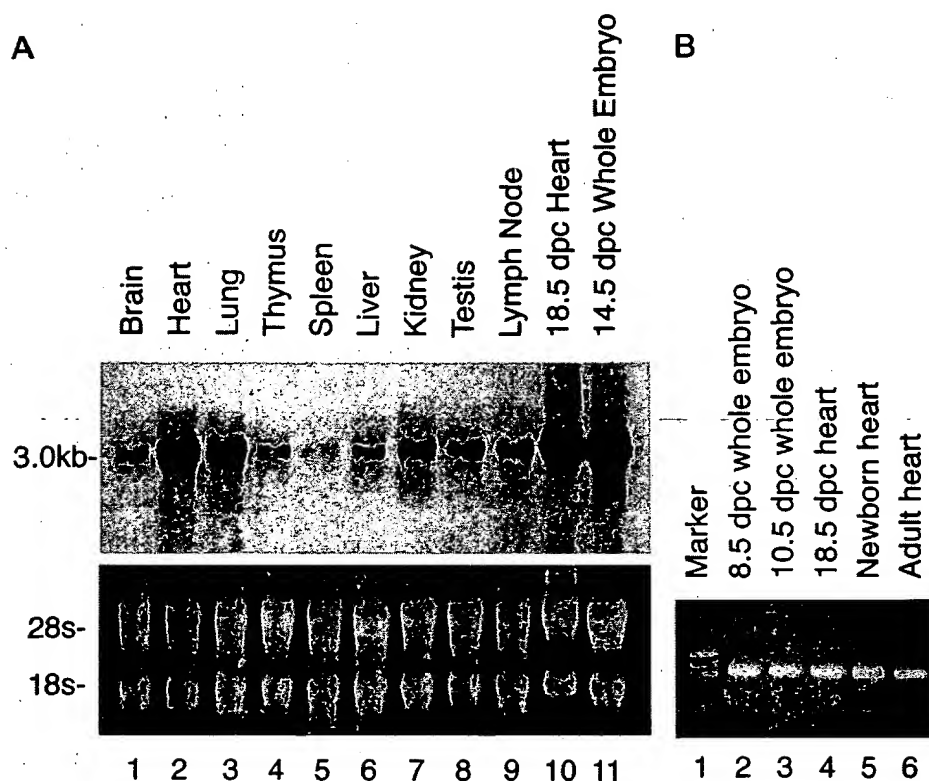 A
Brain
Heart
Lung
Thymus
Spleen
Liver
Kidney
Testis
Lymph Node
18.5 dpc Heart
14.5 dpc Whole Embryo
3.0kb-
28s-
18s-
1 2 3 4 5 6 7 8 9 10 11
B
Marker
8.5 dpc whole embryo
10.5 dpc whole embryo
18.5 dpc heart
Newborn heart
Adult heart
1 2 3 4 5 6